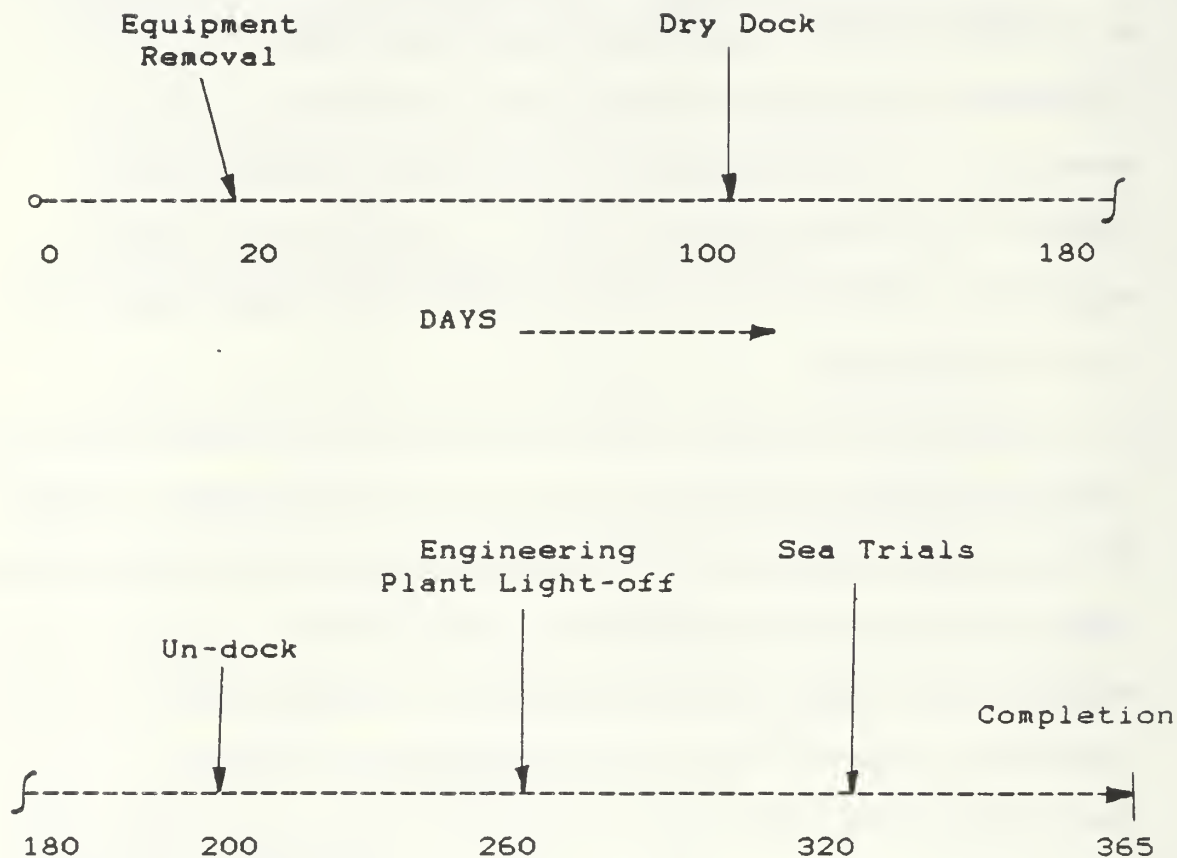 Equipment
Removal
Dry Dock
0 20 100 180
DAYS
Engineering
Plant Light-off
Sea Trials
Un-dock
Completion
180 200 260 320 365